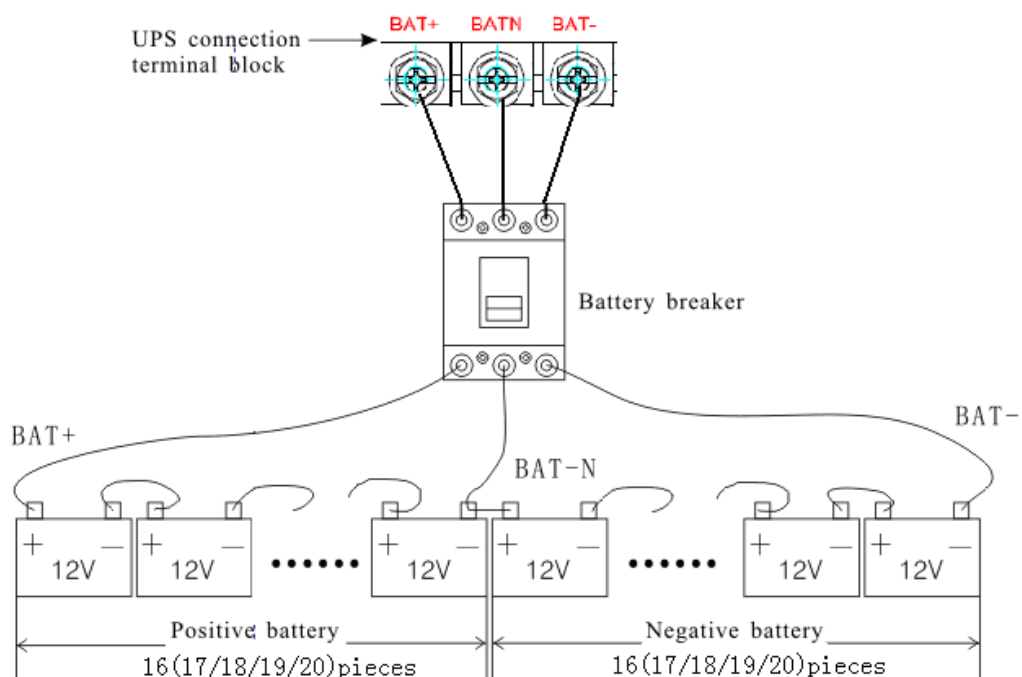 BAT+ BATN BAT-
UPS connection
terminal block
Battery breaker
BAT+
BAT-
BAT-N
+ — + — + — + — + — + —
12V 12V 12V 12V 12V 12V
Positive battery
Negative battery
16(17/18/19/20)pieces
16(17/18/19/20)pieces